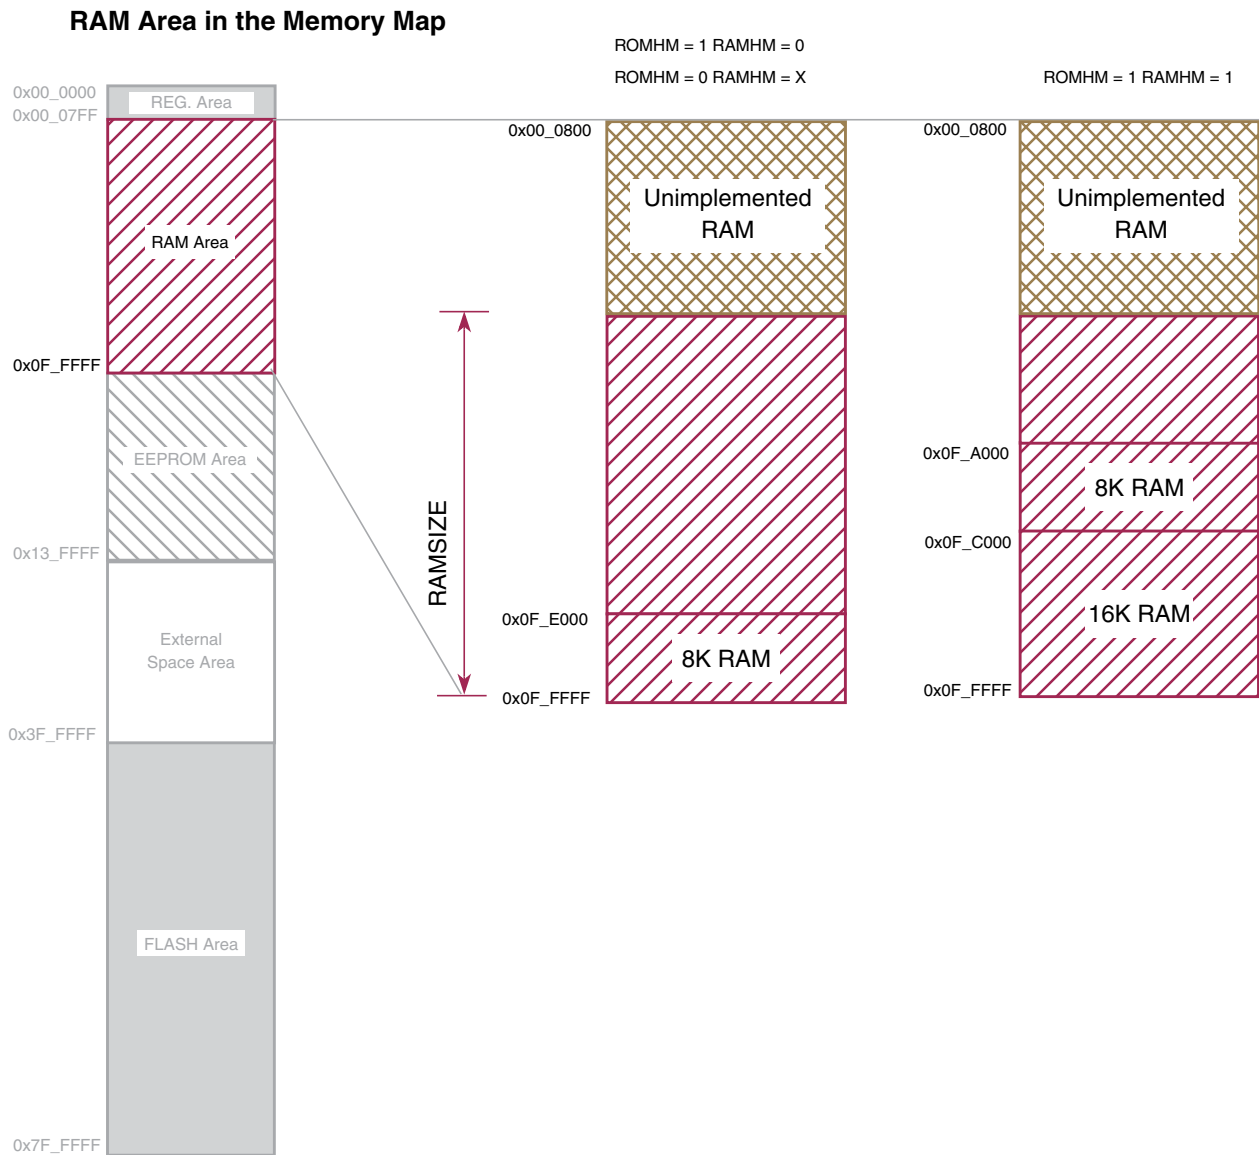 RAM Area in the Memory Map
ROMHM = 1 RAMHM = 0
ROMHM = 0 RAMHM = X
ROMHM = 1 RAMHM = 1
0x00_0000
REG. Area
0x00_07FF
RAM Area
0x0F_FFFF
EEPROM Area
0x13_FFFF
External
Space Area
0x3F_FFFF
FLASH Area
0x7F_FFFF
RAMSIZE
0x00_0800
Unimplemented
RAM
0x0F_E000
8K RAM
0x0F_FFFF
0x00_0800
Unimplemented
RAM
0x0F_A000
8K RAM
0x0F_C000
16K RAM
0x0F_FFFF